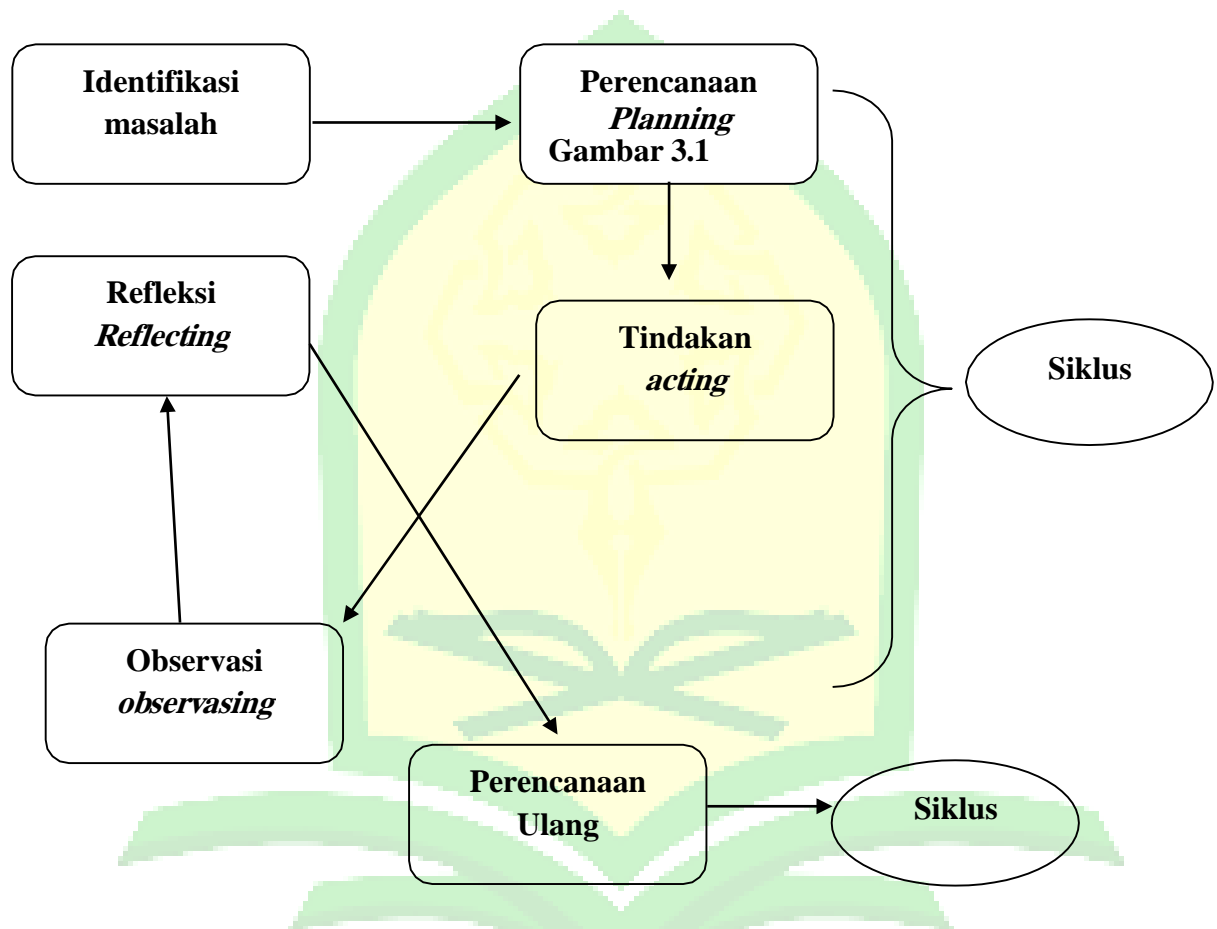 Identifikasi
masalah
Perencanaan
Planning
Gambar 3.1
Refleksi
Reflecting
Tindakan
acting
Siklus
Observasi
observasing
Perencanaan
Ulang
Siklus